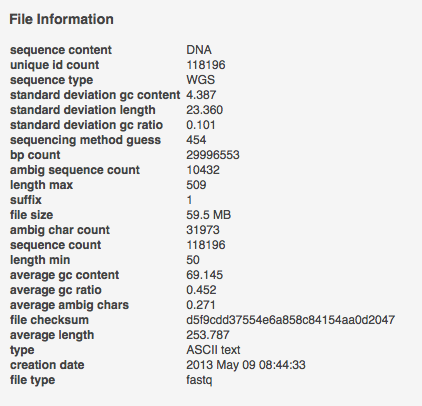 File Information
sequence content DNA
unique id count 118196
sequence type WGS
standard deviation gc content 4.387
standard deviation length 23.360
standard deviation gc ratio 0.101
sequencing method guess 454
bp count 29996553
ambig sequence count 10432
length max 509
suffix 1
file size 59.5 MB
ambig char count 31973
sequence count 118196
length min 50
average gc content 69.145
average gc ratio 0.452
average ambig chars 0.271
file checksum d5f9cdd37554e6a858c84154aa0d2047
average length 253.787
type ASCII text
creation date 2013 May 09 08:44:33
file type fastq